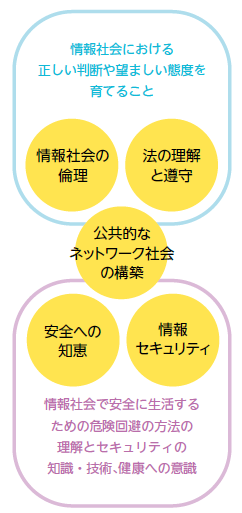 情報社会における
正しい判断や望ましい態度を
育てること
情報社会の
倫理
法の理解
と遵守
公共的な
ネットワーク社会
の構築
安全への
知恵
情報
セキュリティ
情報社会で安全に生活する
ための危険回避の方法の
理解とセキュリティの
知識・技術、健康への意識